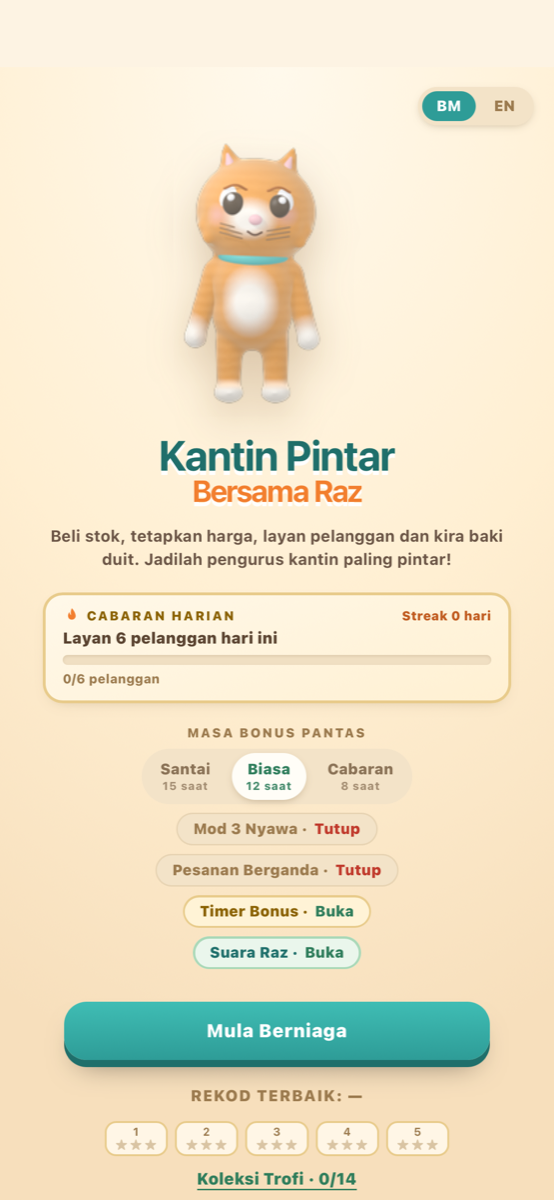 BM EN
Kantin Pintar
Bersama Raz
Beli stok, tetapkan harga, layan pelanggan dan kira baki
duit. Jadilah pengurus kantin paling pintar!
CABARAN HARIAN Streak 0 hari
Layan 6 pelanggan hari ini
0/6 pelanggan
MASA BONUS PANTAS
Santai Biasa Cabaran
15 saat 12 saat 8 saat
Mod 3 Nyawa · Tutup
Pesanan Berganda · Tutup
Timer Bonus · Buka
Suara Raz · Buka
Mula Berniaga
REKOD TERBAIK: —
1 2 3 4 5
★★★ ★★★ ★★★ ★★★ ★★★
Koleksi Trofi · 0/14